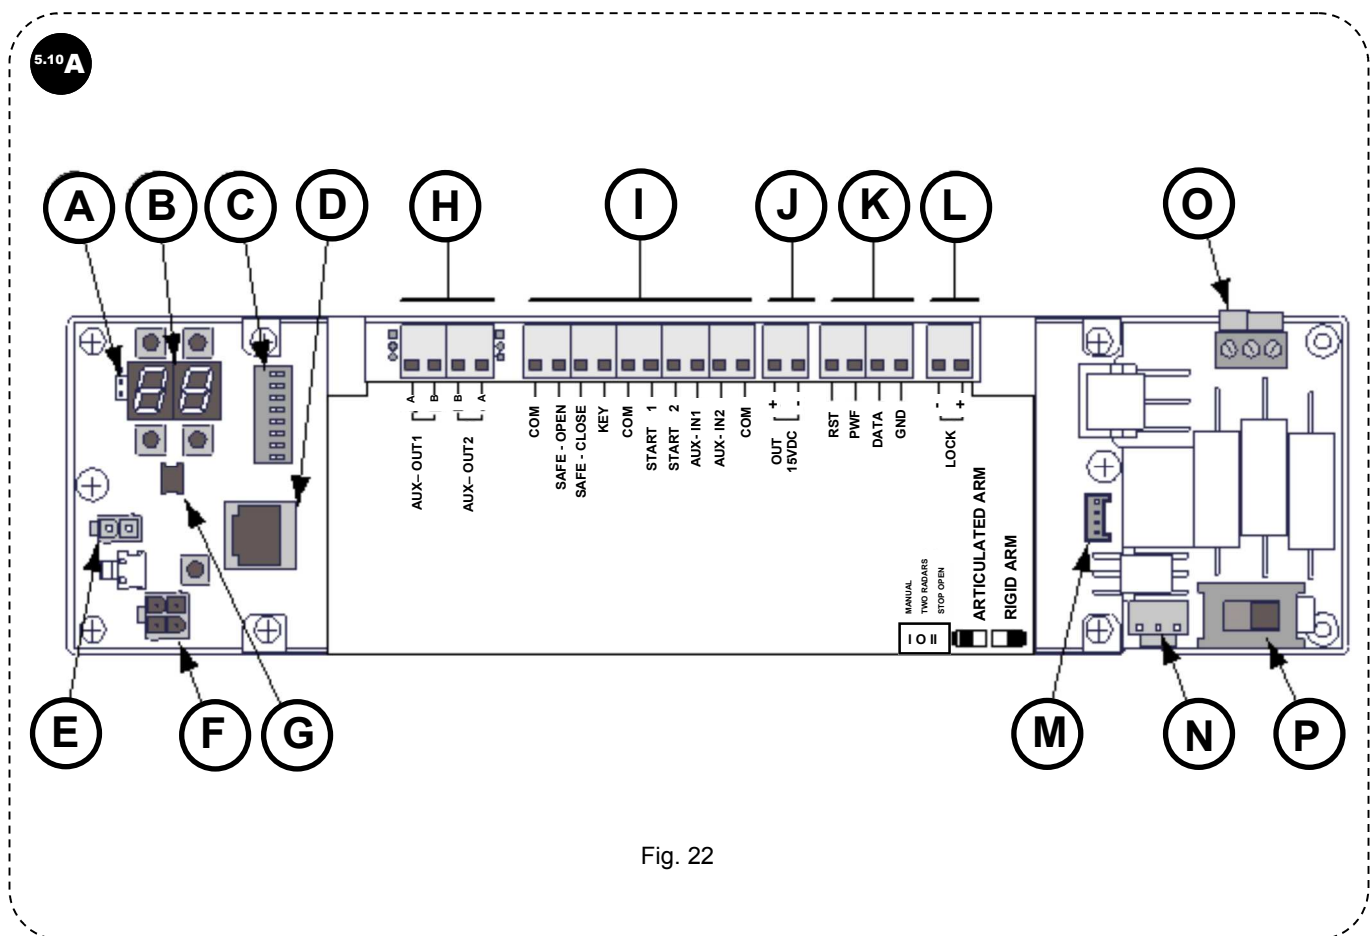 5.10 A
A B C D H I J K L O
A B B A
AUX– OUT1
AUX– OUT2
COM
SAFE - OPEN
SAFE - CLOSE
KEY
COM
START 1
START 2
AUX- IN1
AUX- IN2
COM
+ -
OUT
15VDC
RST
PWF
DATA
GND
- +
LOCK
MANUAL
TWO RADARS
STOP OPEN
I O II
ARTICULATED ARM
RIGID ARM
E F G M N P
Fig. 22